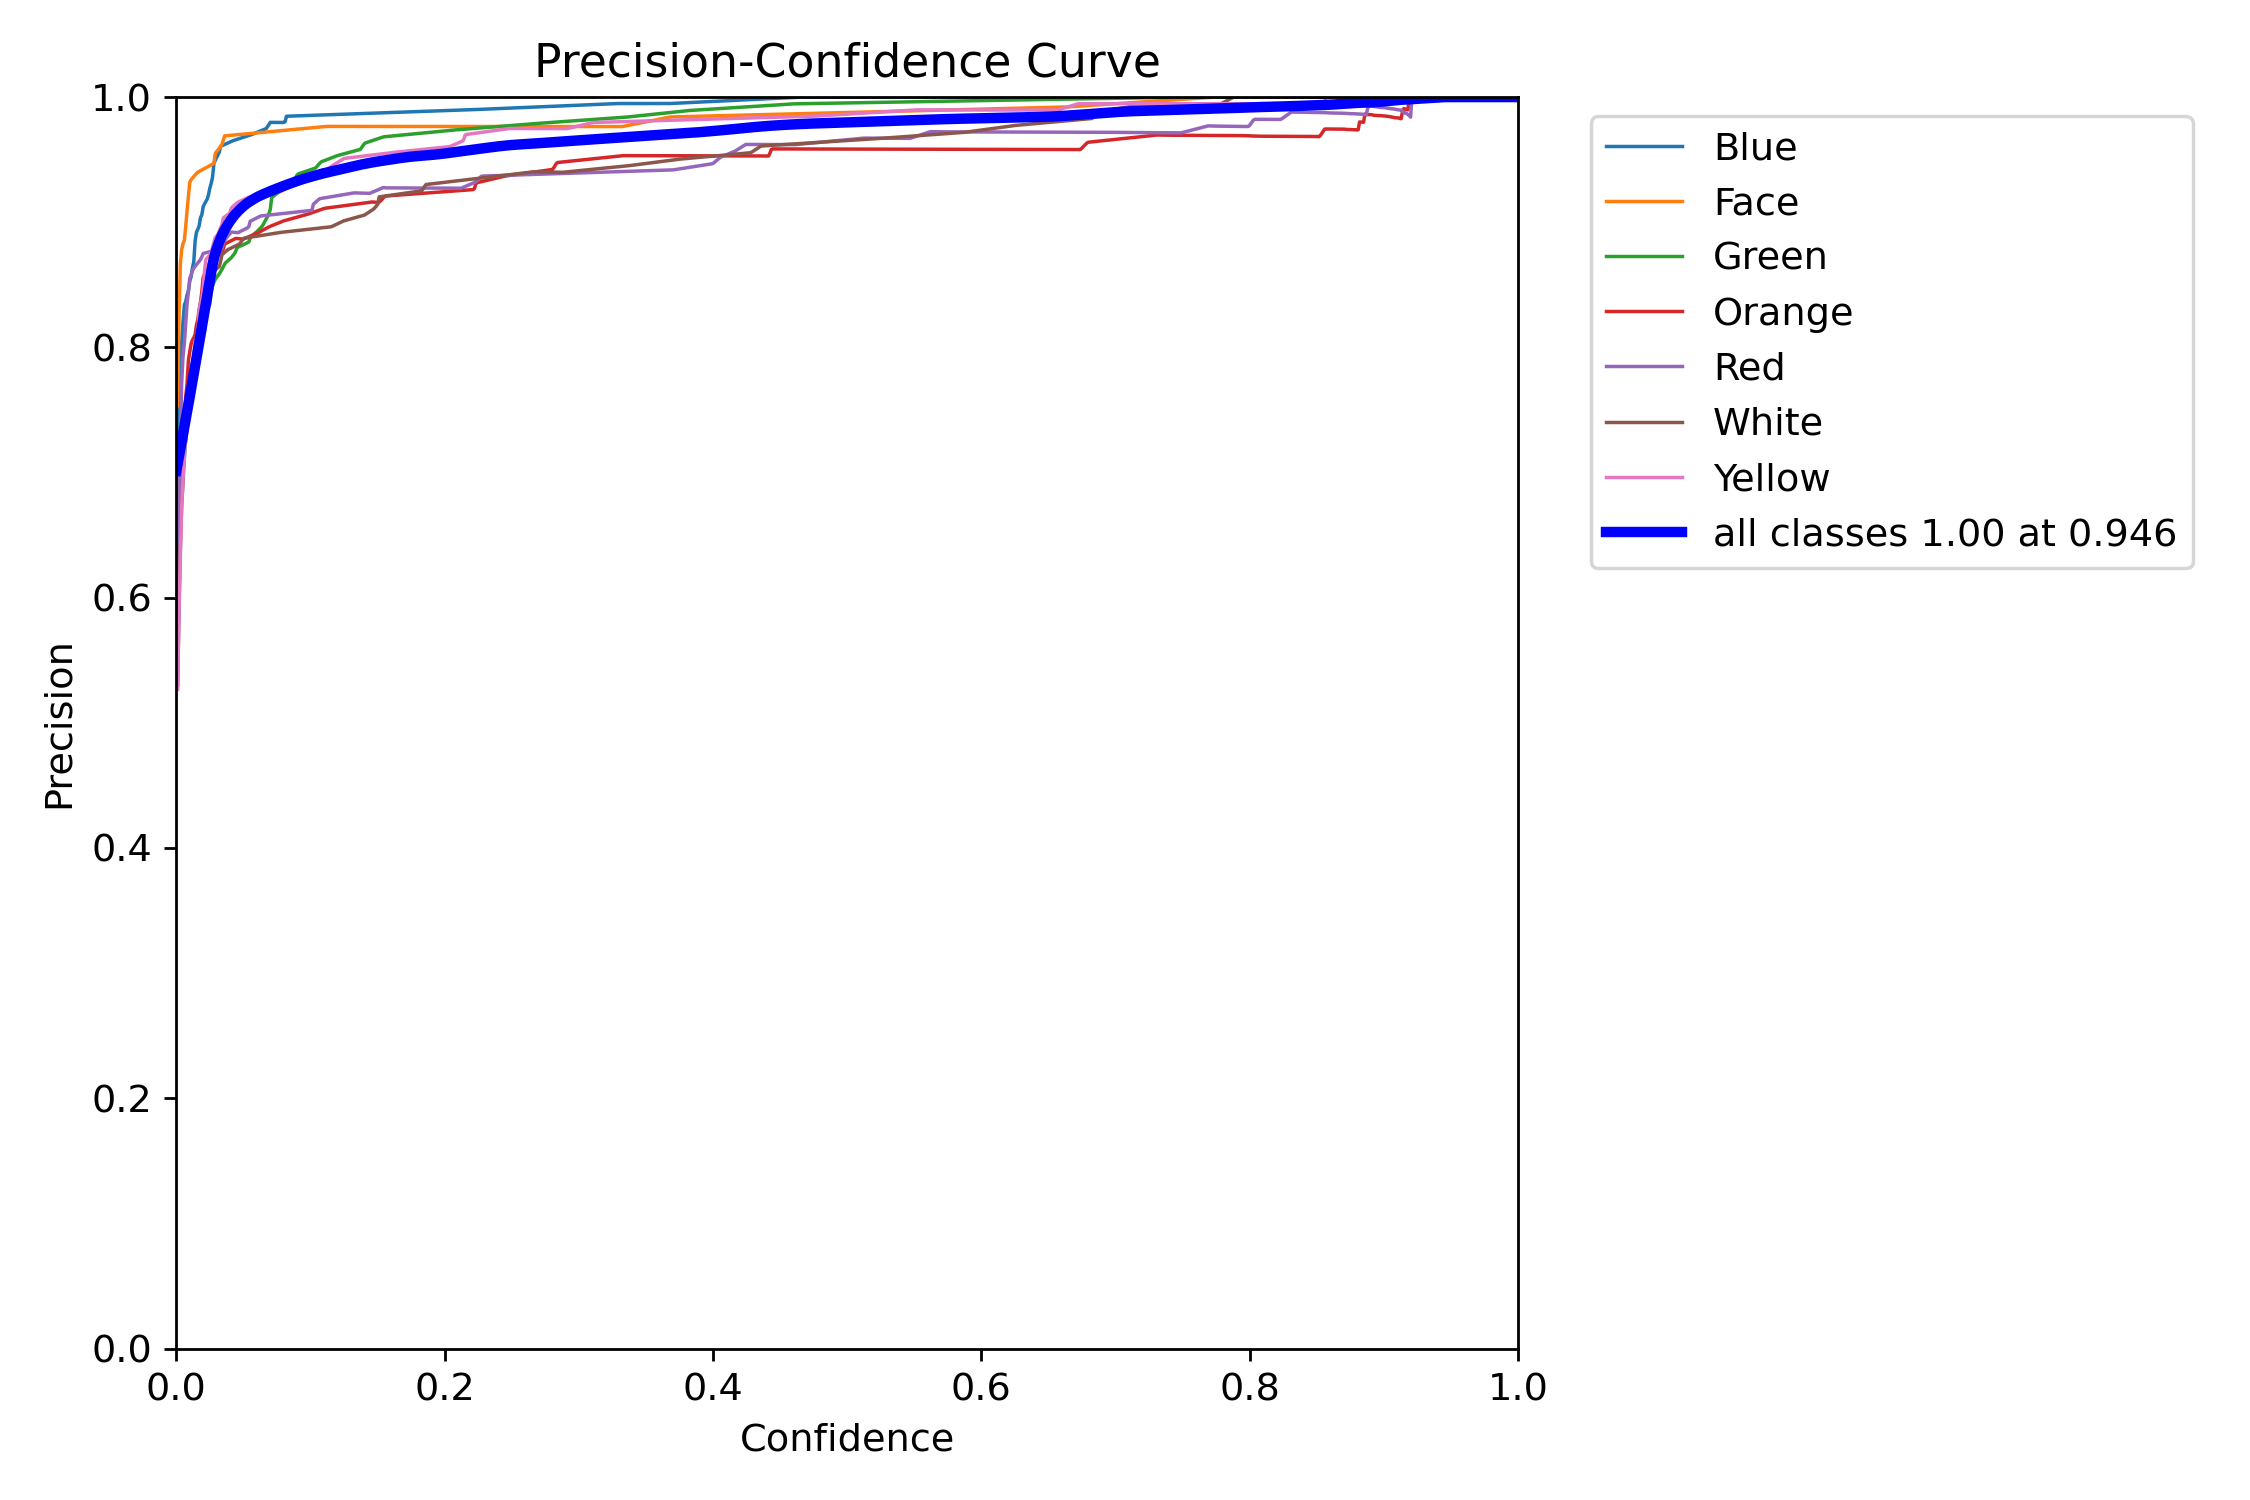 Precision-Confidence Curve
1.0
0.8
0.6
0.4
0.2
0.0
Precision
0.0 0.2 0.4 0.6 0.8 1.0
Confidence
Blue
Face
Green
Orange
Red
White
Yellow
all classes 1.00 at 0.946